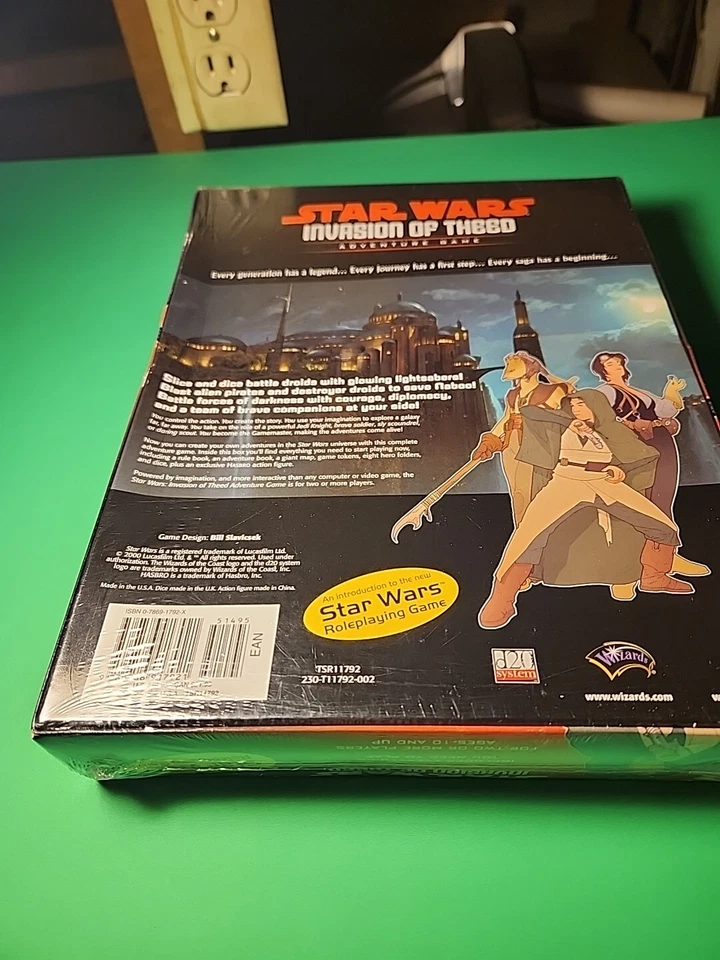 STAR WARS
INVASION OF THEED
ADVENTURE GAME
Every generation has a legend... Every journey has a first step... Every saga has a beginning...
Slice and dice battle droids with glowing lightsabers!
Blast alien pirates and destroyer droids to save Naboo!
Battle forces of darkness with courage, diplomacy,
and a team of brave companions at your side!
You control the action. You create the story. You use your imagination to explore a galaxy
far, far away. You take on the role of a powerful Jedi Knight, brave soldier, sly scoundrel,
or daring scout. You become the Gamemaster, making the adventures come alive!
Now you can create your own adventures in the Star Wars universe with this complete
adventure game. Inside this box you'll find everything you need to start playing now,
including a rule book, an adventure book, a giant map, game tokens, eight hero folders,
and dice, plus an exclusive HASBRO action figure.
Powered by imagination, and more interactive than any computer or video game, the
Star Wars: Invasion of Theed Adventure Game is for two or more players.
Game Design: Bill Slavicsek
Star Wars is a registered trademark of Lucasfilm Ltd.
© 2000 Lucasfilm Ltd. & ™ All rights reserved. Used under
authorization. The Wizards of the Coast logo and the d20 system
logo are trademarks owned by Wizards of the Coast, Inc.
HASBRO is a trademark of Hasbro, Inc.
Made in the U.S.A. Dice made in the U.K. Action figure made in China.
An introduction to the new
Star Wars™
Roleplaying Game
ISBN 0-7869-1792-X
51495
EAN
TSR11792
230-T11792-002
d20
system
Wizards
www.wizards.com
w
FOR TWO OR MORE PLAYERS
AGES 10 AND UP
INVASION OF THEED